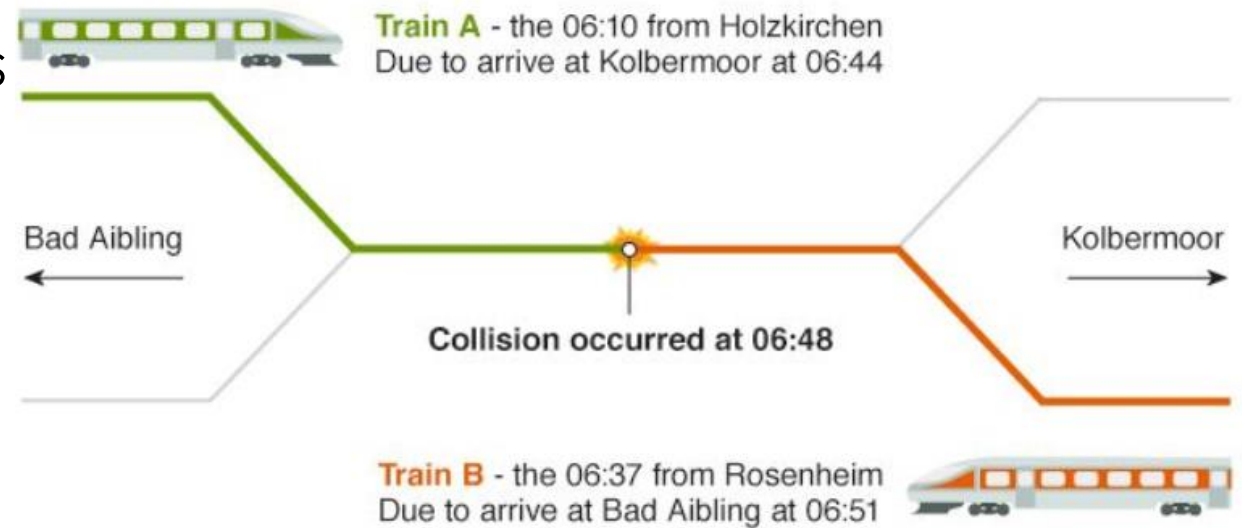 Train A - the 06:10 from Holzkirchen
Due to arrive at Kolbermoor at 06:44
s
Bad Aibling
Kolbermoor
Collision occurred at 06:48
Train B - the 06:37 from Rosenheim
Due to arrive at Bad Aibling at 06:51